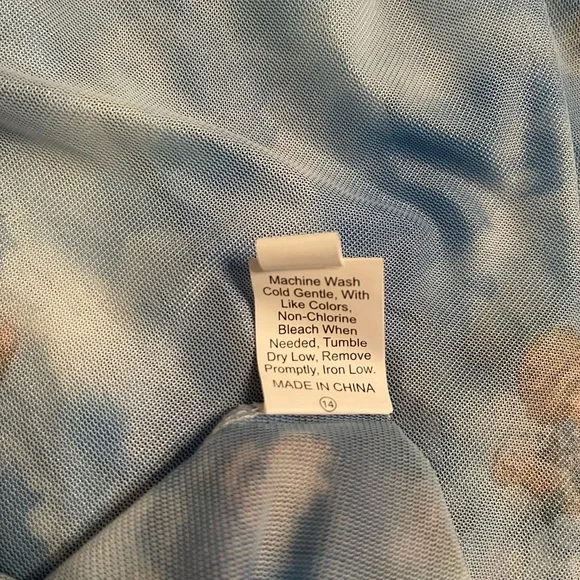 Machine Wash
Cold Gentle, With
Like Colors,
Non-Chlorine
Bleach When
Needed, Tumble
Dry Low, Remove
Promptly, Iron Low.
MADE IN CHINA
14